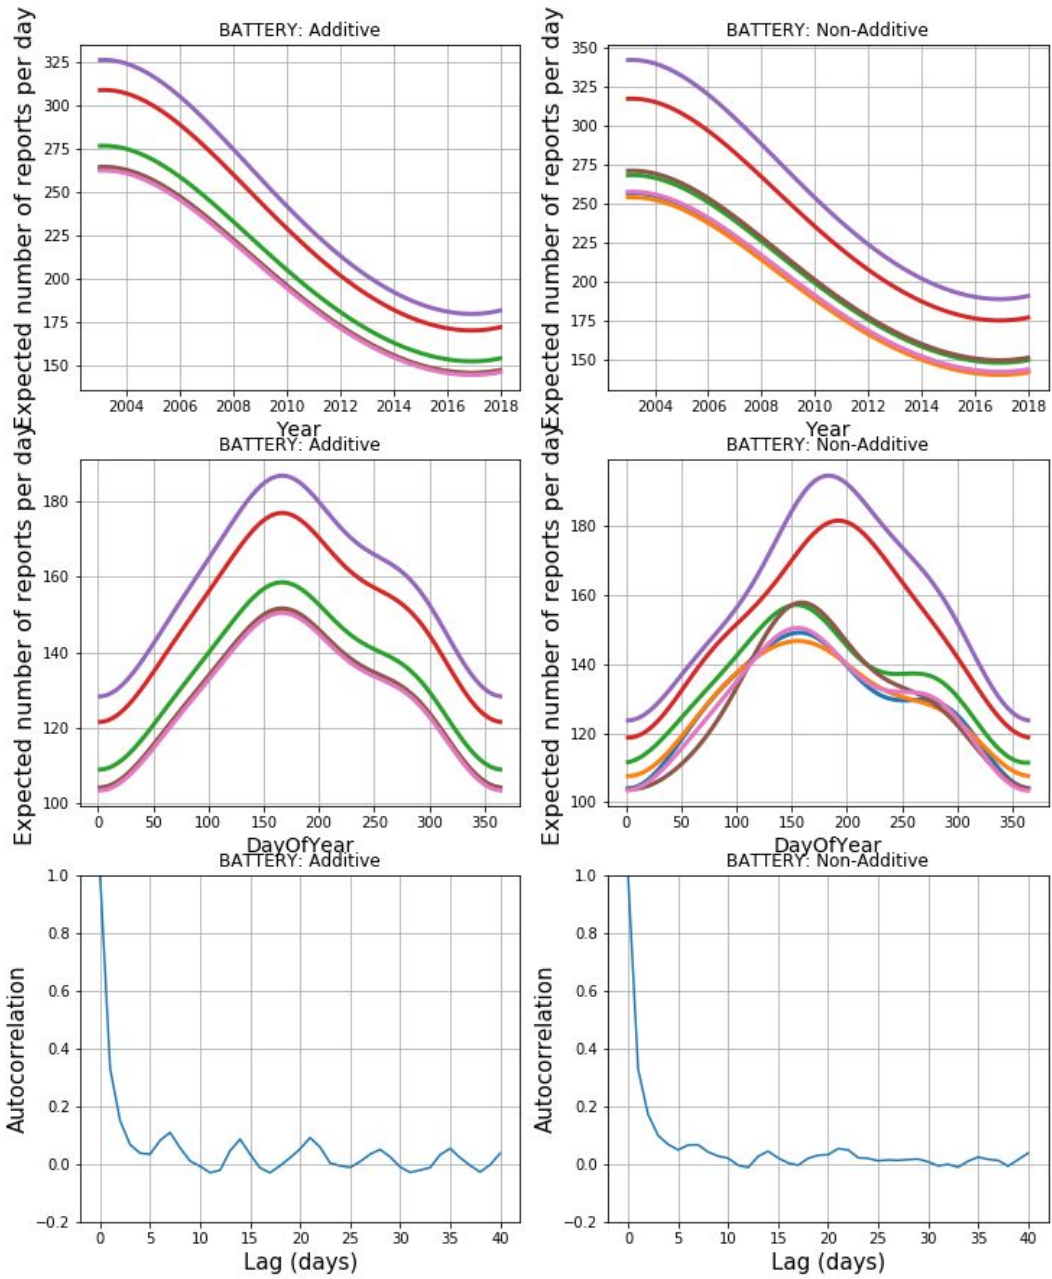 BATTERY: Additive
Expected number of reports per day
325
300
275
250
225
200
175
150
2004 2006 2008 2010 2012 2014 2016 2018
Year
BATTERY: Non-Additive
Expected number of reports per day
350
325
300
275
250
225
200
175
150
2004 2006 2008 2010 2012 2014 2016 2018
Year
BATTERY: Additive
Expected number of reports per day
180
160
140
120
100
0 50 100 150 200 250 300 350
DayOfYear
BATTERY: Non-Additive
Expected number of reports per day
180
160
140
120
100
0 50 100 150 200 250 300 350
DayOfYear
BATTERY: Additive
Autocorrelation
1.0
0.8
0.6
0.4
0.2
0.0
−0.2
0 5 10 15 20 25 30 35 40
Lag (days)
BATTERY: Non-Additive
Autocorrelation
1.0
0.8
0.6
0.4
0.2
0.0
−0.2
0 5 10 15 20 25 30 35 40
Lag (days)